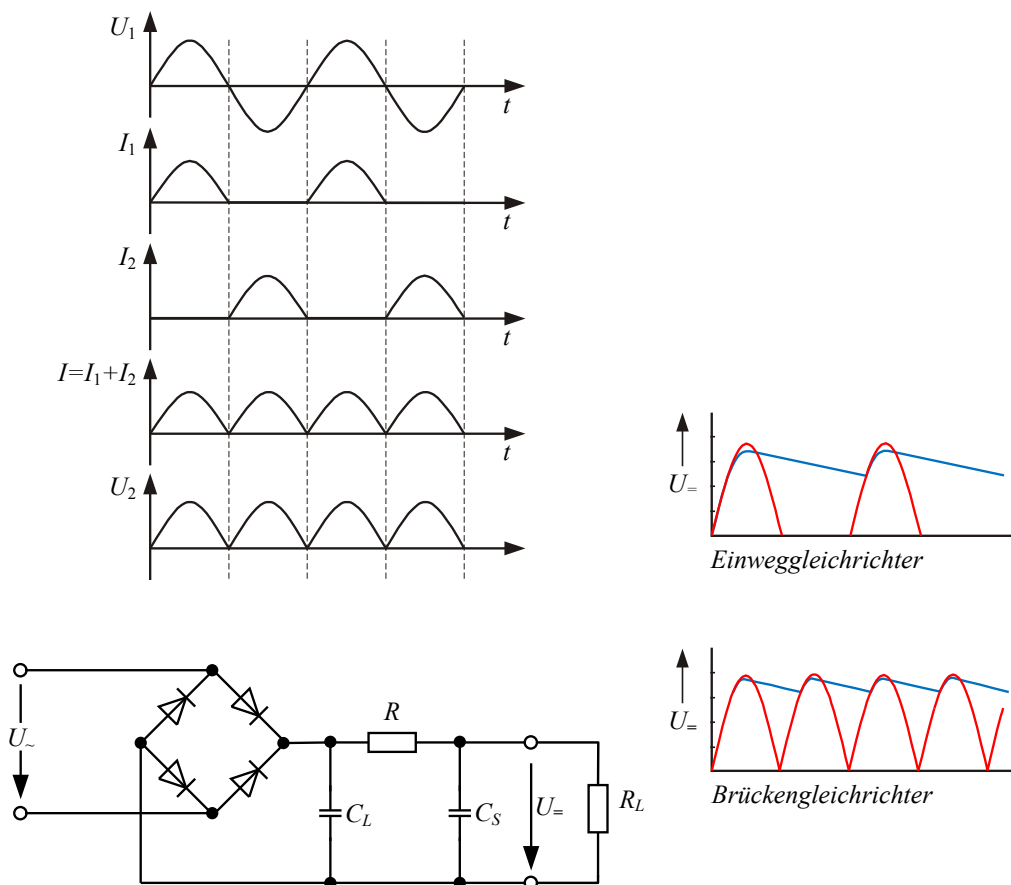 U1
t
I1
t
I2
t
I=I1+I2
t
U2
U=
Einweggleichrichter
U~
R
CL
CS
U=
RL
U=
Brückengleichrichter